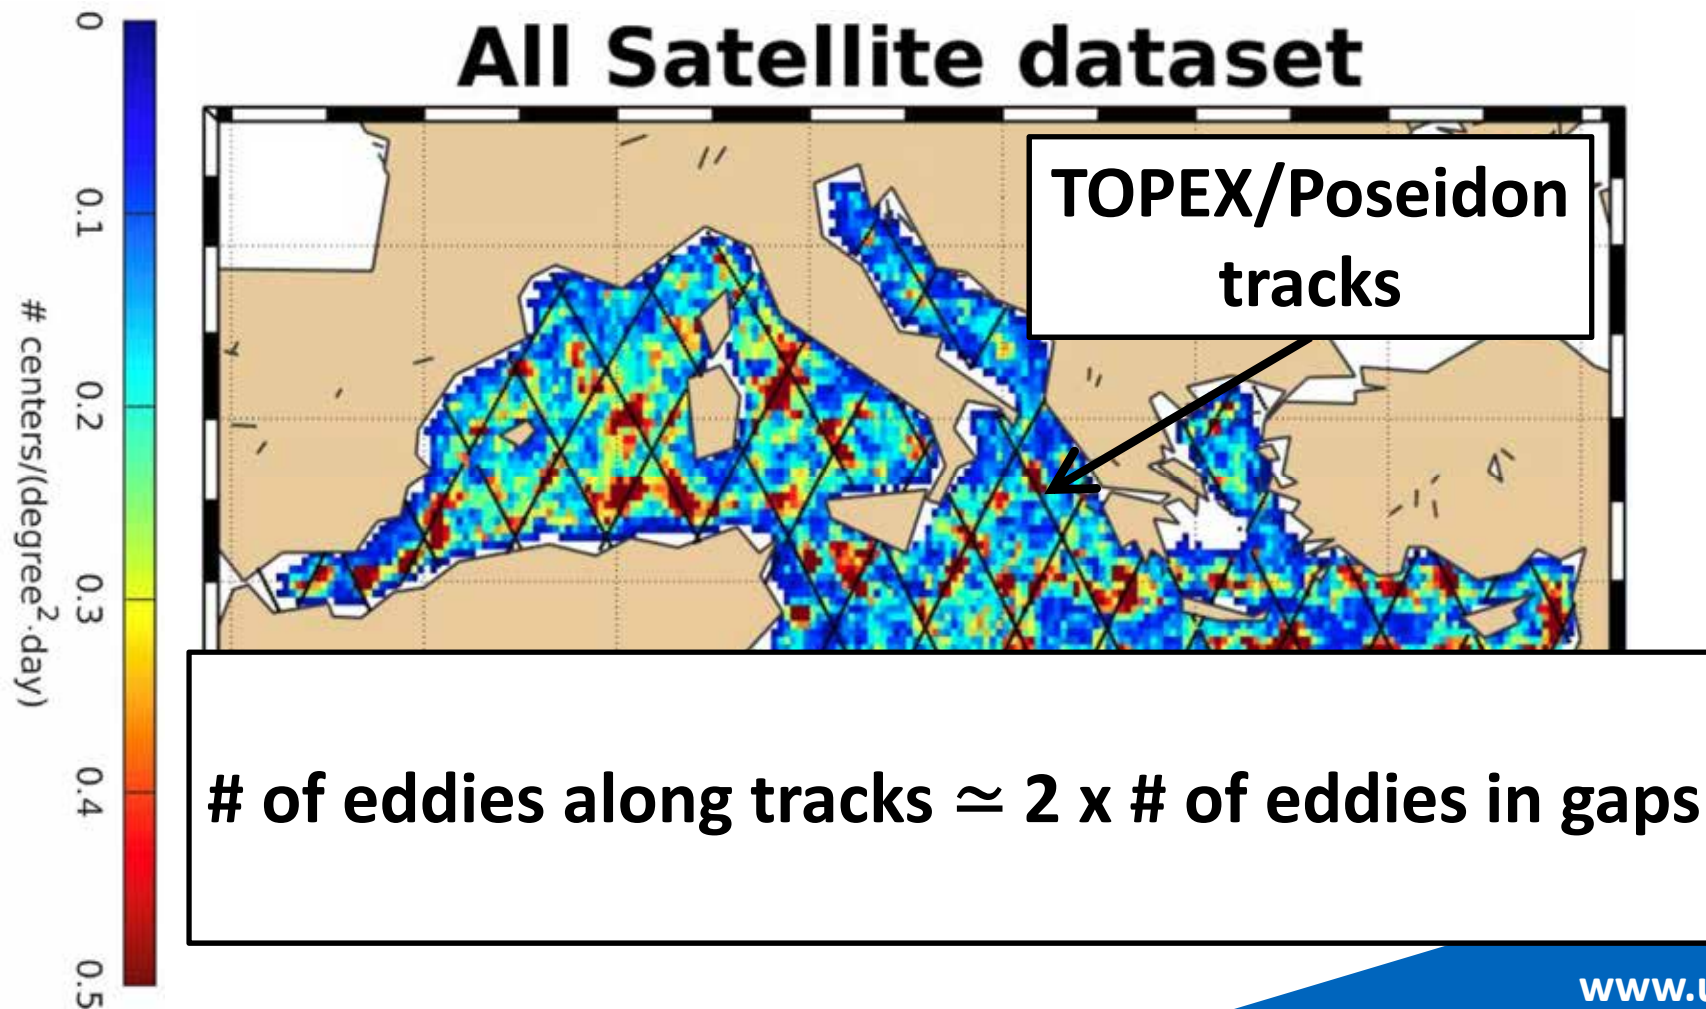 All Satellite dataset
TOPEX/Poseidon
tracks
0
0.1
0.2
0.3
0.4
0.5
# centers/(degree²·day)
# of eddies along tracks ≃ 2 x # of eddies in gaps
www.u